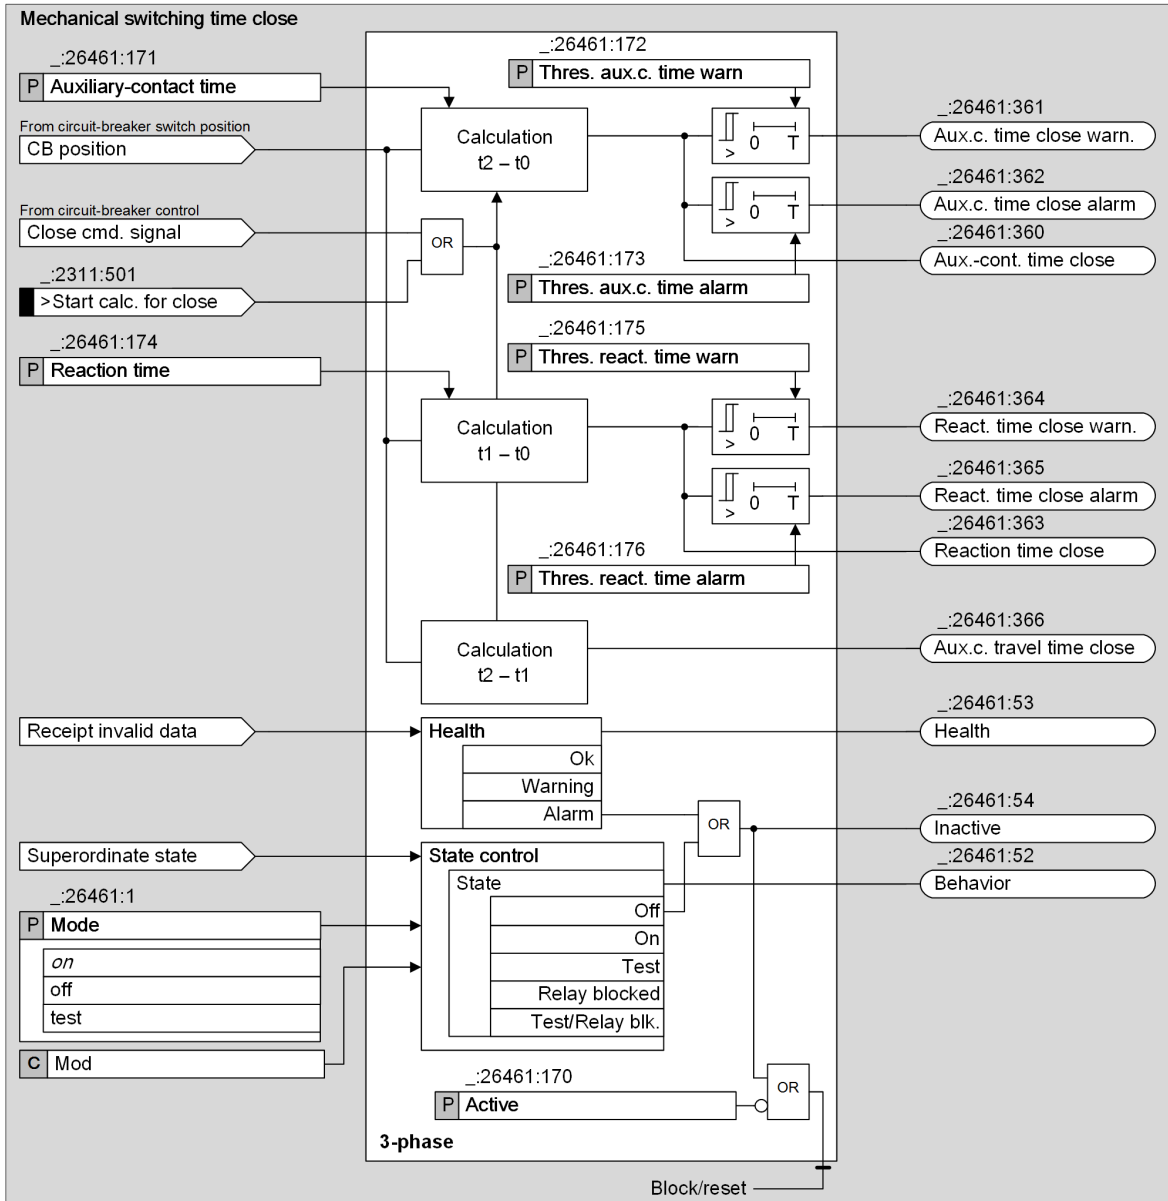 Mechanical switching time close
_:26461:171
P Auxiliary-contact time
From circuit-breaker switch position
CB position
From circuit-breaker control
Close cmd. signal
_:2311:501
>Start calc. for close
_:26461:174
P Reaction time
Calculation
t2 – t0
OR
_:26461:172
P Thres. aux.c. time warn
> 0 T
> 0 T
_:26461:173
P Thres. aux.c. time alarm
_:26461:361
Aux.c. time close warn.
_:26461:362
Aux.c. time close alarm
_:26461:360
Aux.-cont. time close
_:26461:175
P Thres. react. time warn
Calculation
t1 – t0
> 0 T
> 0 T
_:26461:176
P Thres. react. time alarm
_:26461:364
React. time close warn.
_:26461:365
React. time close alarm
_:26461:363
Reaction time close
Calculation
t2 – t1
_:26461:366
Aux.c. travel time close
Receipt invalid data
Health
Ok
Warning
Alarm
OR
_:26461:53
Health
_:26461:54
Inactive
_:26461:52
Behavior
Superordinate state
_:26461:1
P Mode
on
off
test
C Mod
State control
State
Off
On
Test
Relay blocked
Test/Relay blk.
_:26461:170
P Active
OR
3-phase
Block/reset